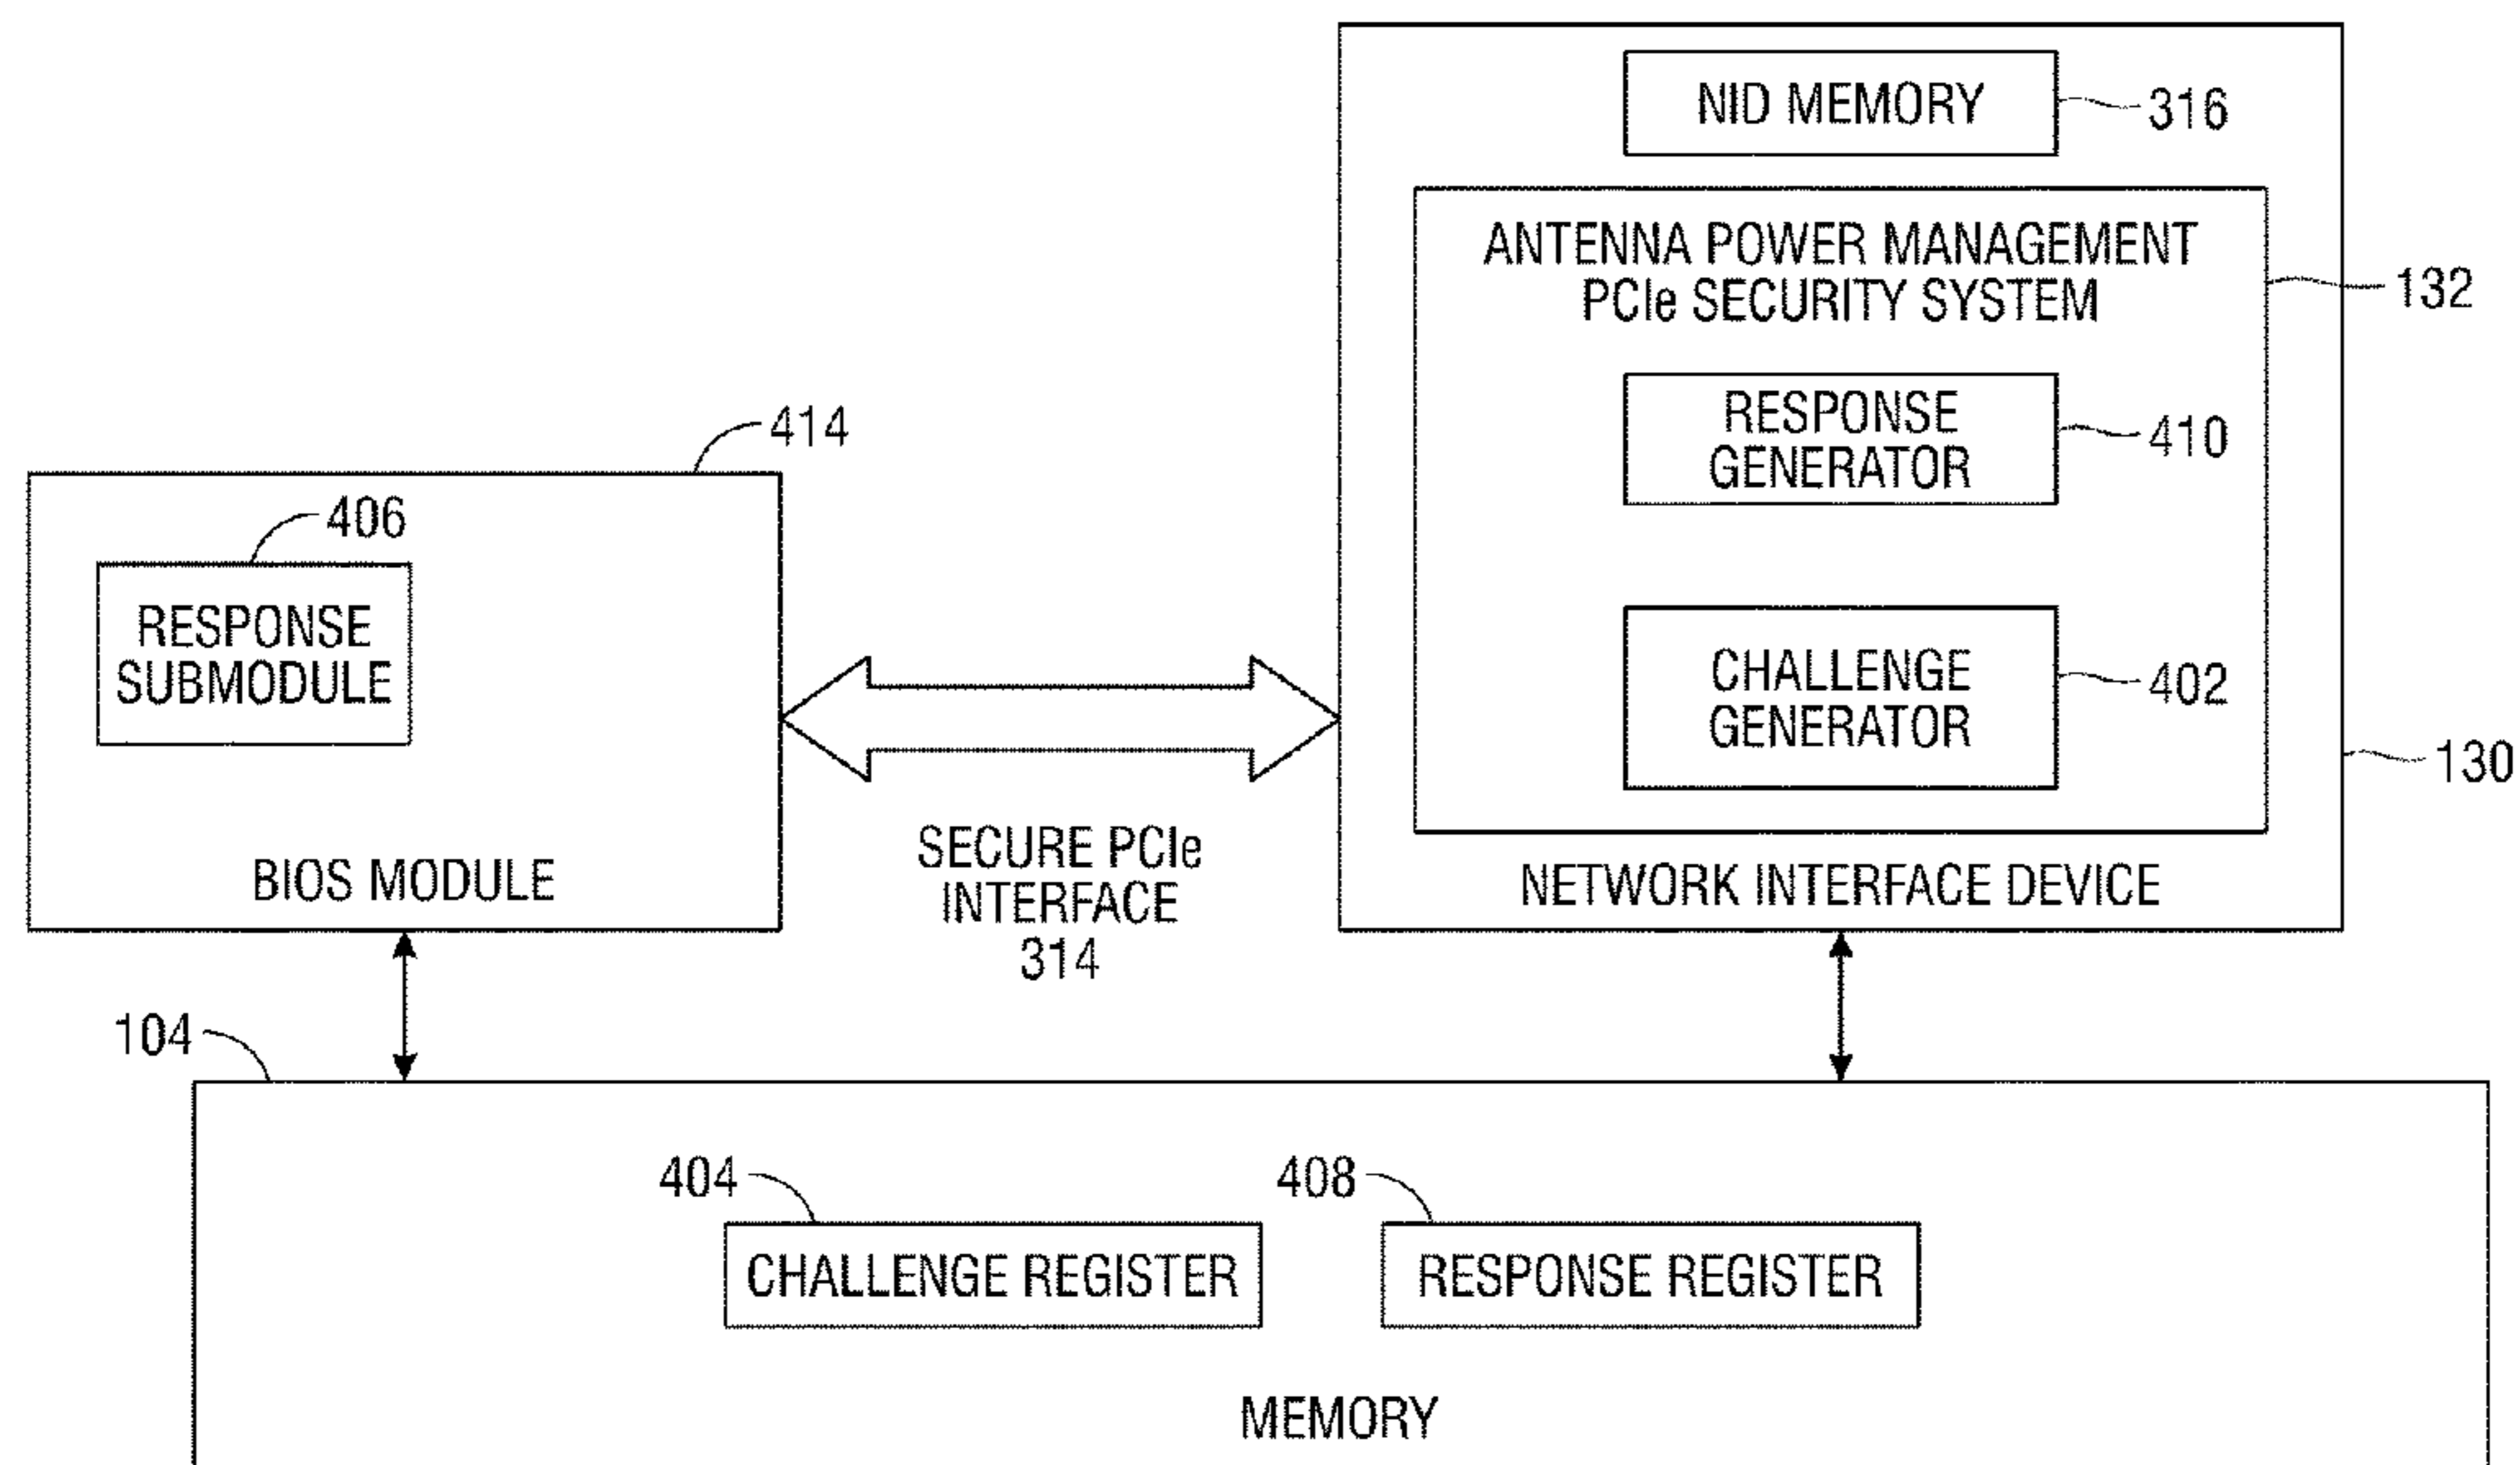 NID MEMORY
316
ANTENNA POWER MANAGEMENT
PCIe SECURITY SYSTEM
132
RESPONSE
GENERATOR
410
414
406
RESPONSE
SUBMODULE
CHALLENGE
GENERATOR
402
130
BIOS MODULE
SECURE PCIe
INTERFACE
314
NETWORK INTERFACE DEVICE
104
404
408
CHALLENGE REGISTER
RESPONSE REGISTER
MEMORY